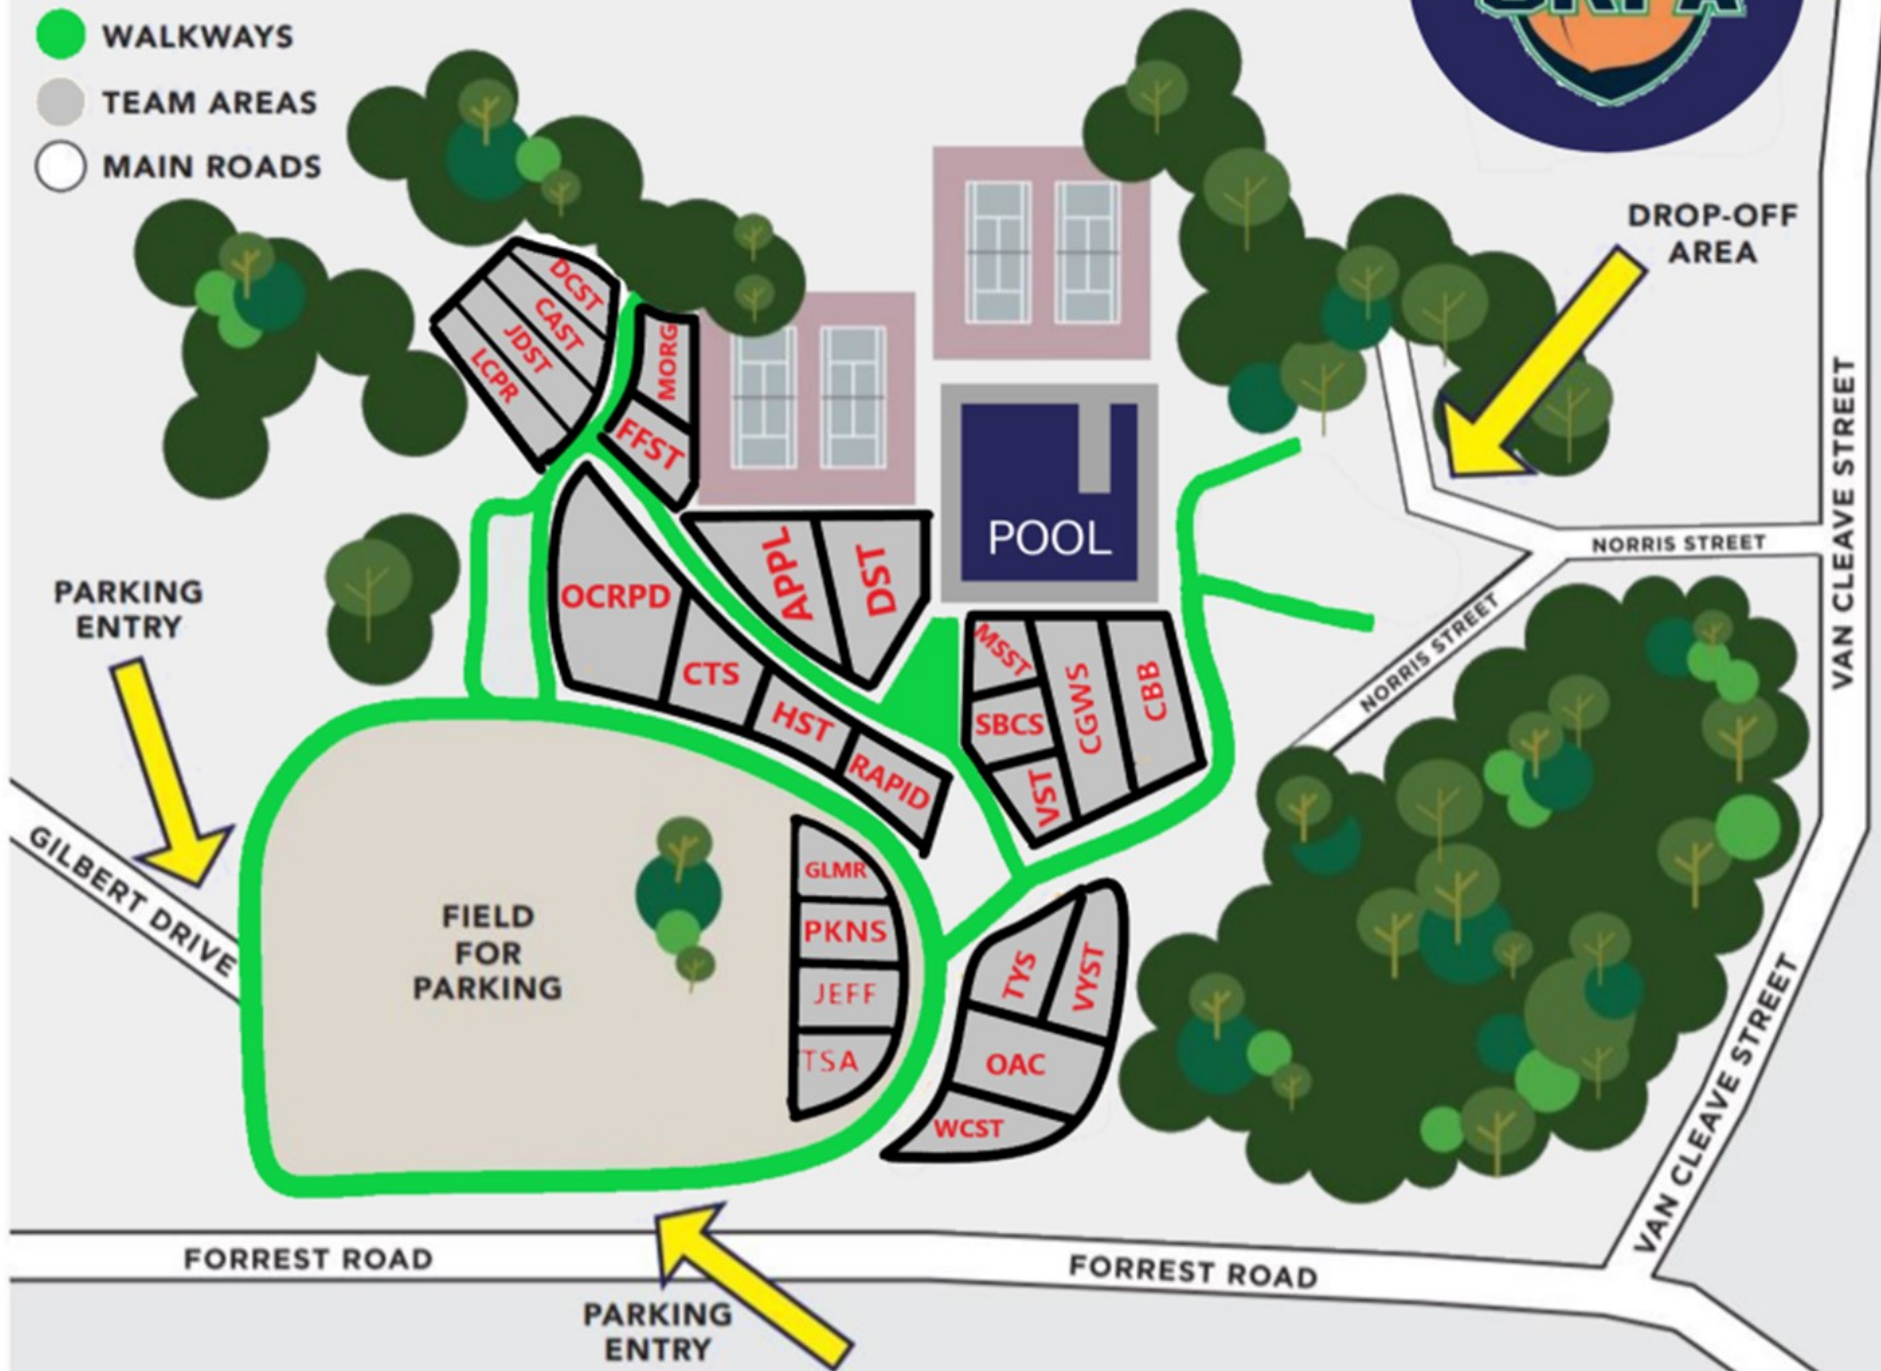 WALKWAYS
TEAM AREAS
MAIN ROADS
DROP-OFF
AREA
DCST
CAST
JDST
LCPR
MORG
FFST
VAN CLEAVE STREET
POOL
NORRIS STREET
APPL
DST
PARKING
ENTRY
OCRPD
NORRIS STREET
MSST
CTS
CGWS
CBB
HST
SBCS
RAPID
VST
GILBERT DRIVE
GLMR
FIELD
FOR
PARKING
PKNS
JEFF
TSA
TYS
VYST
OAC
WCST
VAN CLEAVE STREET
FORREST ROAD
FORREST ROAD
PARKING
ENTRY